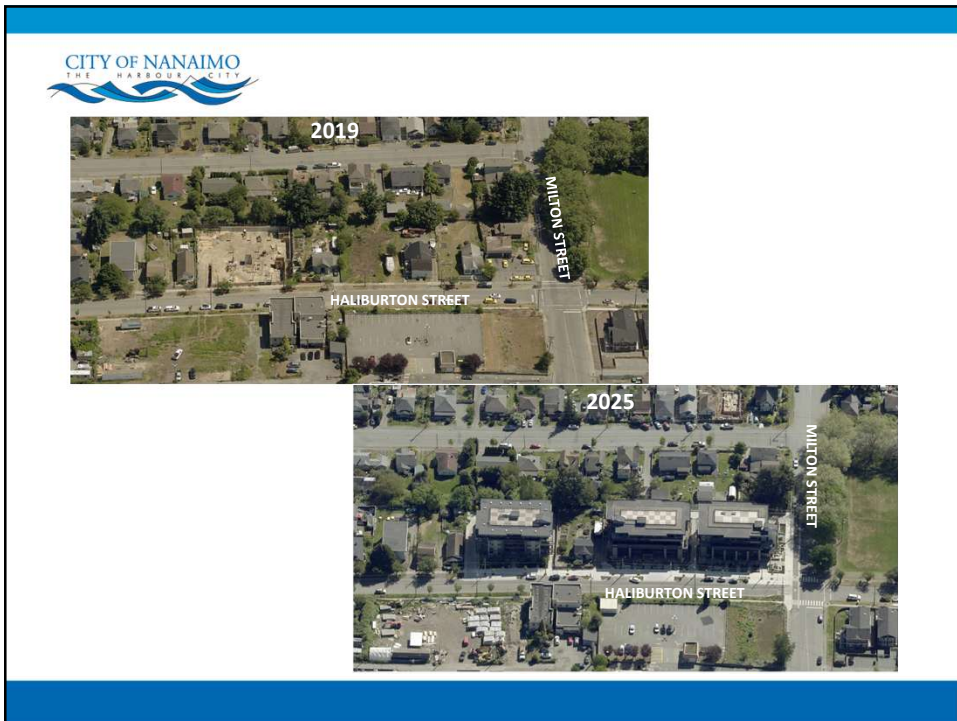 CITY OF NANAIMO
THE HARBOUR CITY
2019
MILTON STREET
HALIBURTON STREET
2025
MILTON STREET
HALIBURTON STREET